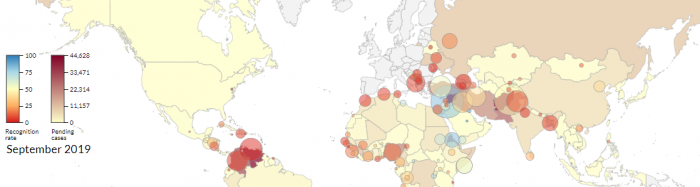 100
75
50
25
0
44,628
33,471
22,314
11,157
0
Recognition
rate
Pending
cases
September 2019